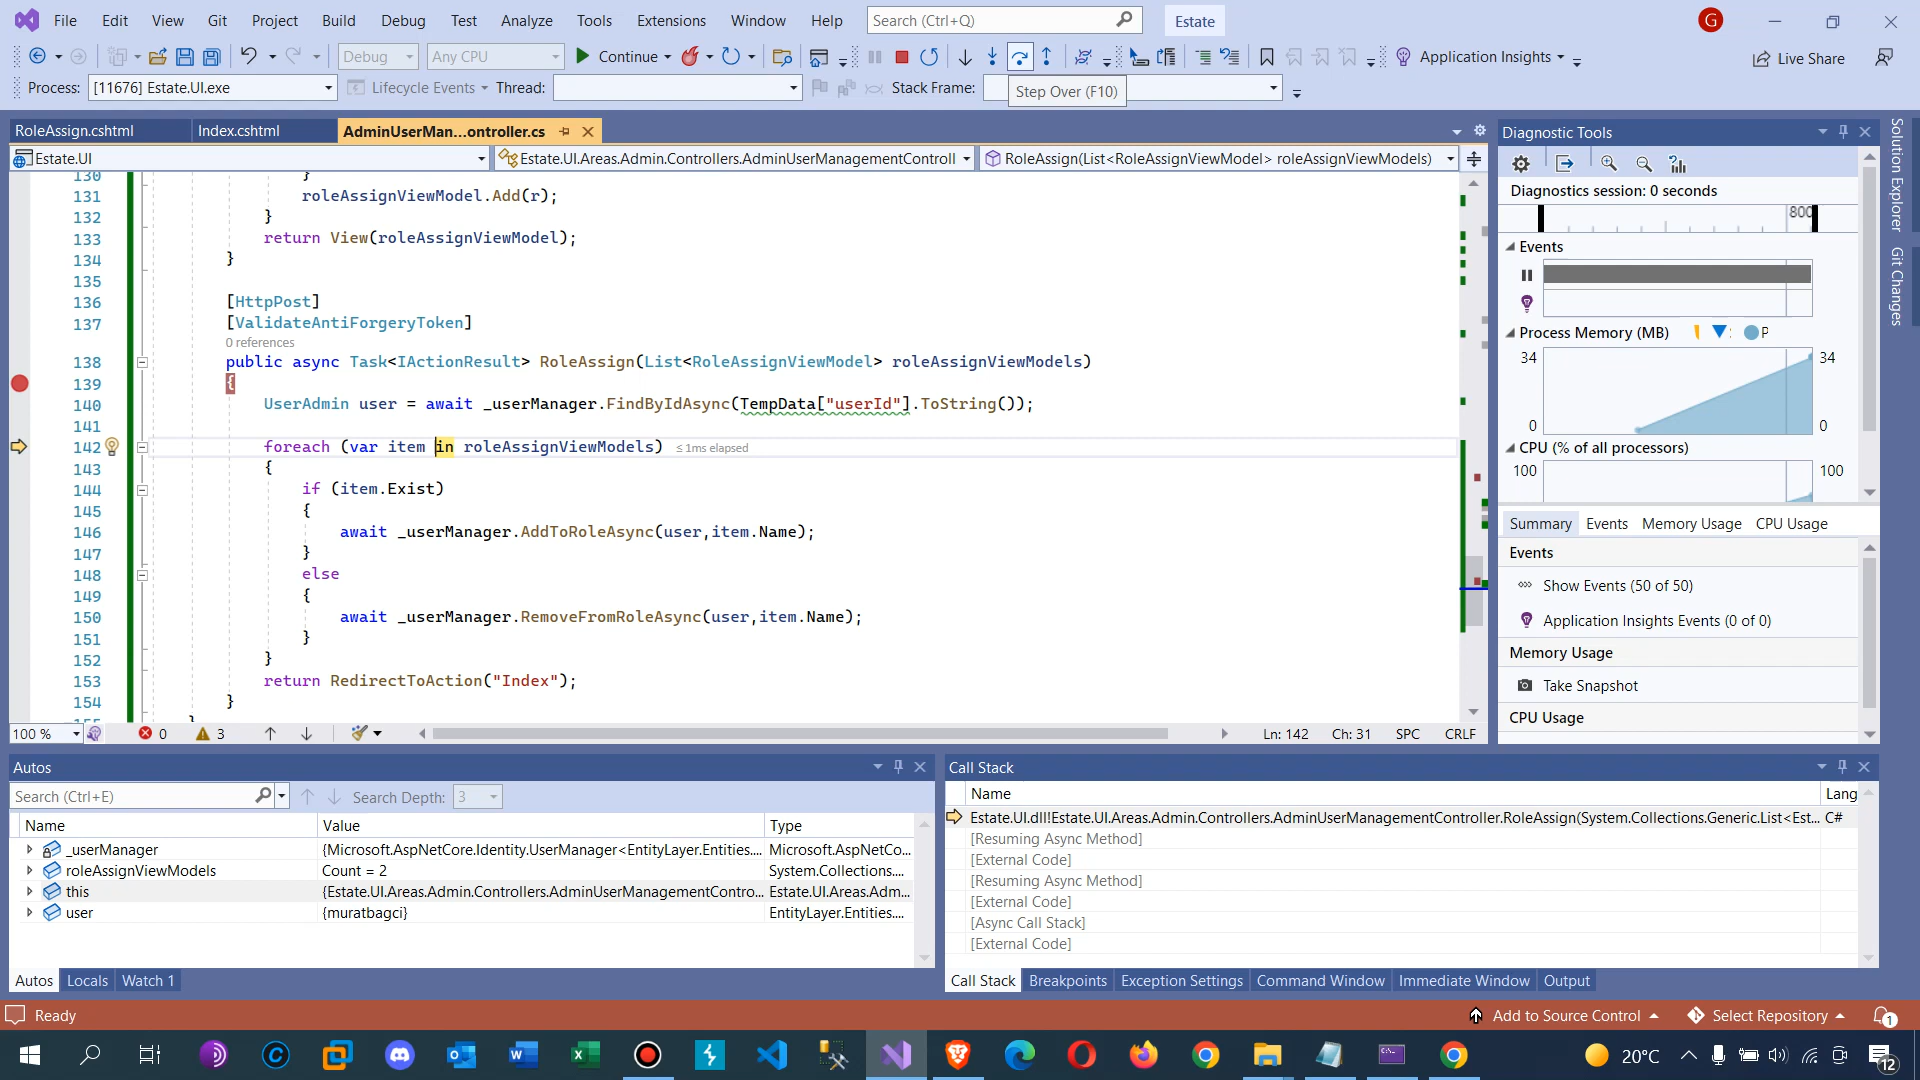 File Edit View Git Project Build Debug Test Analyze Tools Extensions Window Help Search (Ctrl+Q) Estate G
Debug Any CPU Continue Application Insights Live Share
Process: [11676] Estate.UI.exe Lifecycle Events Thread: Stack Frame:
Step Over (F10)
RoleAssign.cshtml Index.cshtml AdminUserMan...ontroller.cs
Estate.UI Estate.UI.Areas.Admin.Controllers.AdminUserManagementControll RoleAssign(List<RoleAssignViewModel> roleAssignViewModels)
130 }
131 roleAssignViewModel.Add(r);
132 }
133 return View(roleAssignViewModel);
134 }
135
136 [HttpPost]
137 [ValidateAntiForgeryToken]
0 references
138 public async Task<IActionResult> RoleAssign(List<RoleAssignViewModel> roleAssignViewModels)
139 {
140 UserAdmin user = await _userManager.FindByIdAsync(TempData["userId"].ToString());
141
142 foreach (var item in roleAssignViewModels) ≤ 1ms elapsed
143 {
144 if (item.Exist)
145 {
146 await _userManager.AddToRoleAsync(user,item.Name);
147 }
148 else
149 {
150 await _userManager.RemoveFromRoleAsync(user,item.Name);
151 }
152 }
153 return RedirectToAction("Index");
154 }
155 }
100 % 0 3 Ln: 142 Ch: 31 SPC CRLF
Diagnostic Tools
Diagnostics session: 0 seconds
800
Events
Process Memory (MB) P
34 34
0 0
CPU (% of all processors)
100 100
Summary Events Memory Usage CPU Usage
Events
Show Events (50 of 50)
Application Insights Events (0 of 0)
Memory Usage
Take Snapshot
CPU Usage
Solution Explorer
Git Changes
Autos
Search (Ctrl+E) Search Depth: 3
Name Value Type
_userManager {Microsoft.AspNetCore.Identity.UserManager<EntityLayer.Entities.... Microsoft.AspNetCo...
roleAssignViewModels Count = 2 System.Collections....
this {Estate.UI.Areas.Admin.Controllers.AdminUserManagementContro... Estate.UI.Areas.Adm...
user {muratbagci} EntityLayer.Entities....
Autos Locals Watch 1
Call Stack
Name Lang
Estate.UI.dll!Estate.UI.Areas.Admin.Controllers.AdminUserManagementController.RoleAssign(System.Collections.Generic.List<Est... C#
[Resuming Async Method]
[External Code]
[Resuming Async Method]
[External Code]
[Async Call Stack]
[External Code]
Call Stack Breakpoints Exception Settings Command Window Immediate Window Output
Ready Add to Source Control Select Repository 1
20°C 12